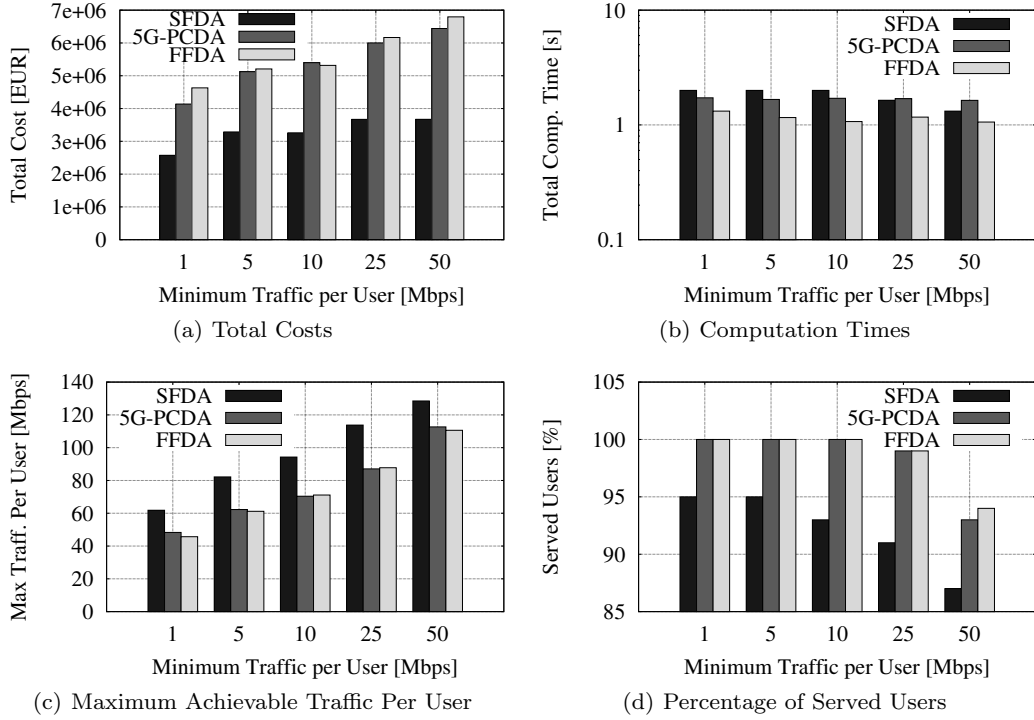 Total Cost [EUR]
7e+06
6e+06
5e+06
4e+06
3e+06
2e+06
1e+06
0
SFDA
5G-PCDA
FFDA
1 5 10 25 50
Minimum Traffic per User [Mbps]
(a) Total Costs
Total Comp. Time [s]
10
1
0.1
SFDA
5G-PCDA
FFDA
1 5 10 25 50
Minimum Traffic per User [Mbps]
(b) Computation Times
Max Traff. Per User [Mbps]
140
120
100
80
60
40
20
0
SFDA
5G-PCDA
FFDA
1 5 10 25 50
Minimum Traffic per User [Mbps]
(c) Maximum Achievable Traffic Per User
Served Users [%]
105
100
95
90
85
SFDA
5G-PCDA
FFDA
1 5 10 25 50
Minimum Traffic per User [Mbps]
(d) Percentage of Served Users